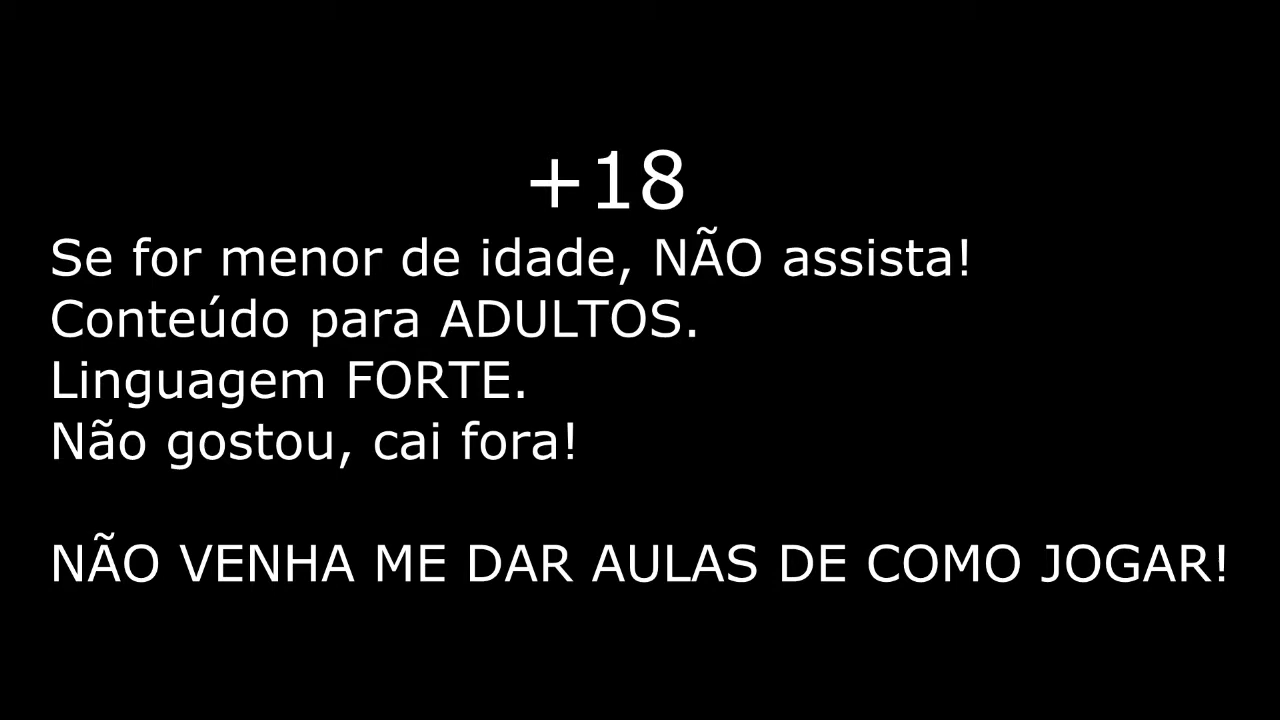 +18
Se for menor de idade, NÃO assista!
Conteúdo para ADULTOS.
Linguagem FORTE.
Não gostou, cai fora!
NÃO VENHA ME DAR AULAS DE COMO JOGAR!